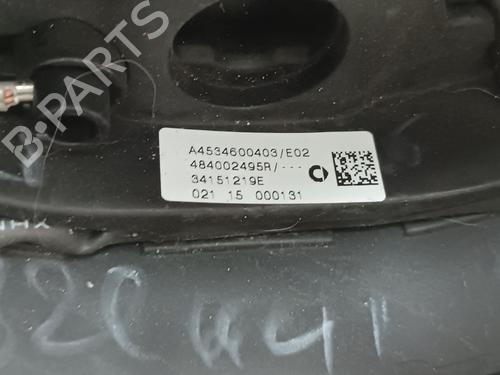 B-PARTS
A4534600403/E02
484002495R/---
34151219E
021 15 000131